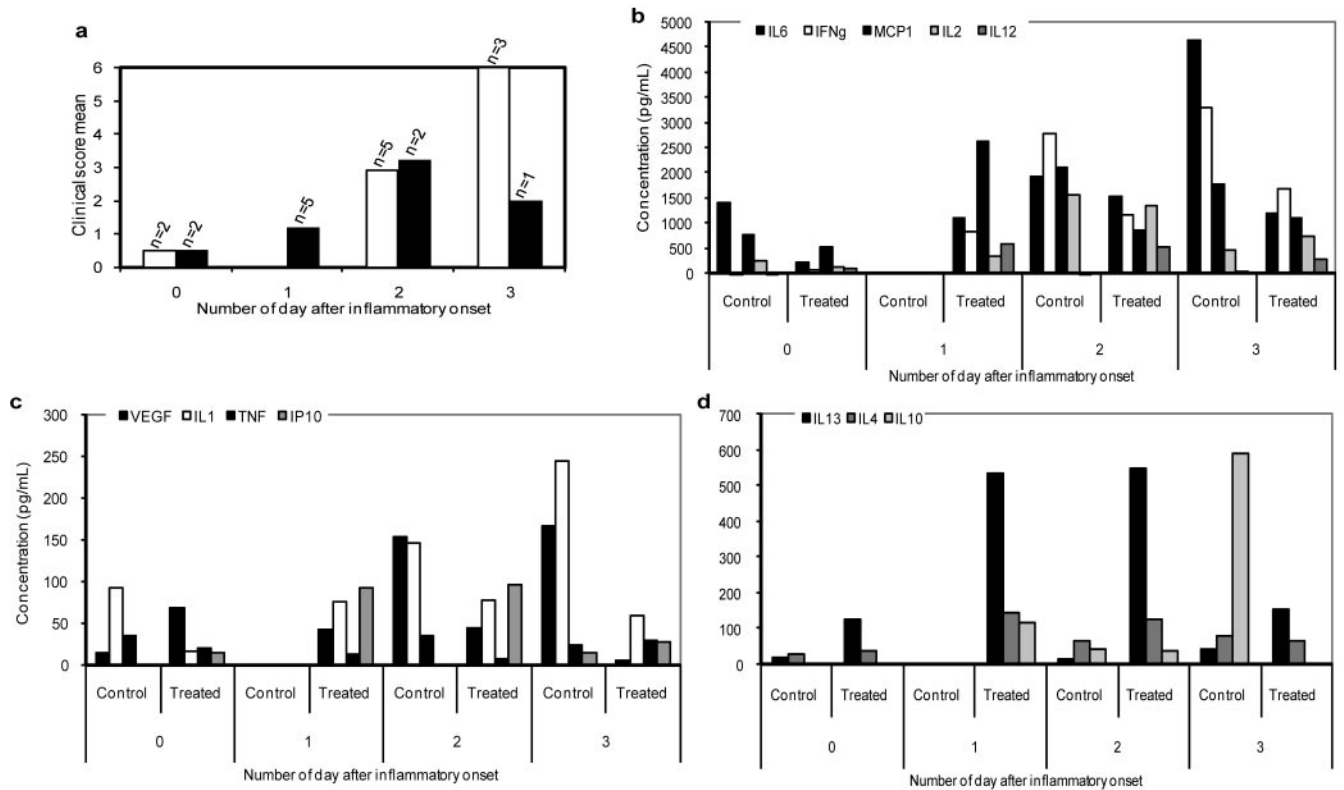 a
6
5
4
3
2
1
0
Clinical score mean
n=2
n=2
n=5
n=5
n=2
n=3
n=1
0 1 2 3
Number of day after inflammatory onset
b
IL6 IFNg MCP1 IL2 IL12
5000
4500
4000
3500
3000
2500
2000
1500
1000
500
0
Concentration (pg/mL)
Control Treated Control Treated Control Treated Control Treated
0 1 2 3
Number of day after inflammatory onset
c
VEGF IL1 TNF IP10
300
250
200
150
100
50
0
Concentration (pg/mL)
Control Treated Control Treated Control Treated Control Treated
0 1 2 3
Number of day after inflammatory onset
d
IL13 IL4 IL10
700
600
500
400
300
200
100
0
Control Treated Control Treated Control Treated Control Treated
0 1 2 3
Number of day after inflammatory onset